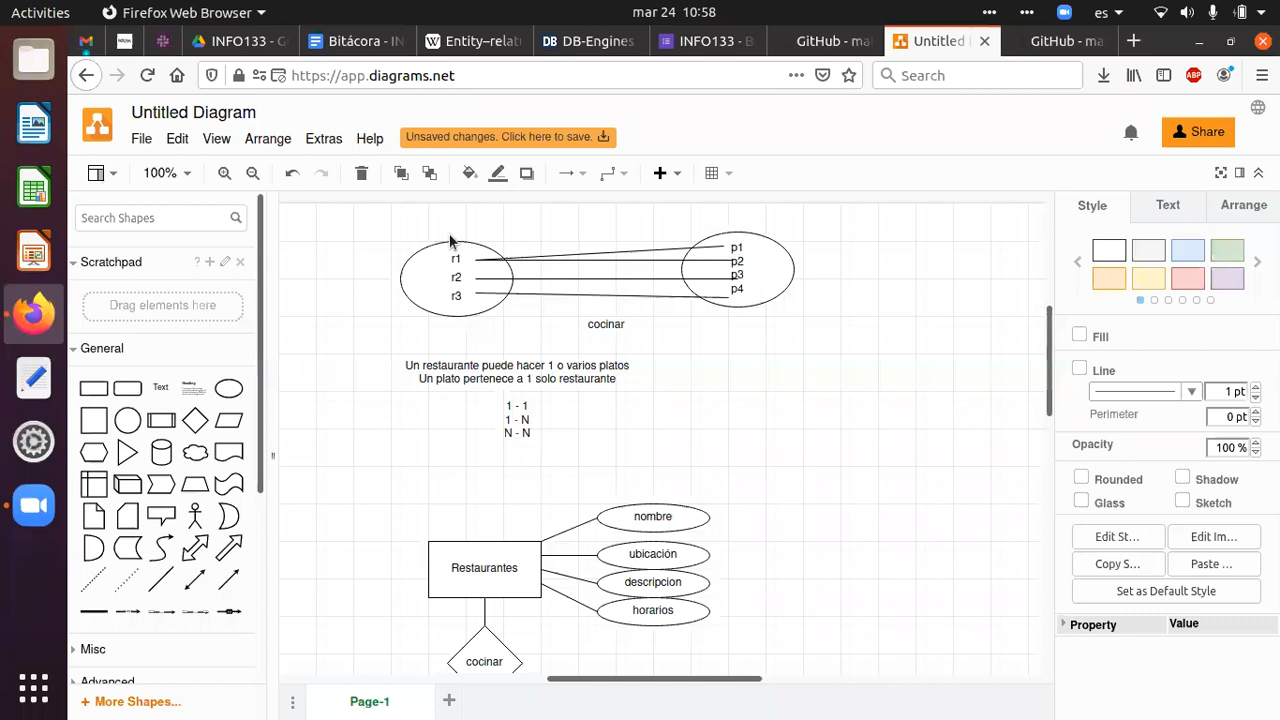 Activities
Firefox Web Browser
mar 24 10:58
es
INFO133 - G
Bitácora - IN
Entity–relat
DB-Engines
INFO133 - B
GitHub - ma
Untitled
GitHub - ma
https://app.diagrams.net
Search
ABP
Untitled Diagram
File Edit View Arrange Extras Help
Unsaved changes. Click here to save.
Share
100%
Search Shapes
Scratchpad
Drag elements here
General
Text
Heading
Misc
Advanced
+ More Shapes...
r1
r2
r3
p1
p2
p3
p4
cocinar
Un restaurante puede hacer 1 o varios platos
Un plato pertenece a 1 solo restaurante
1 - 1
1 - N
N - N
Restaurantes
nombre
ubicación
descripcion
horarios
cocinar
Page-1
Style Text Arrange
Fill
Line
1 pt
Perimeter
0 pt
Opacity
100 %
Rounded Shadow
Glass Sketch
Edit St... Edit Im...
Copy S... Paste ...
Set as Default Style
Property Value